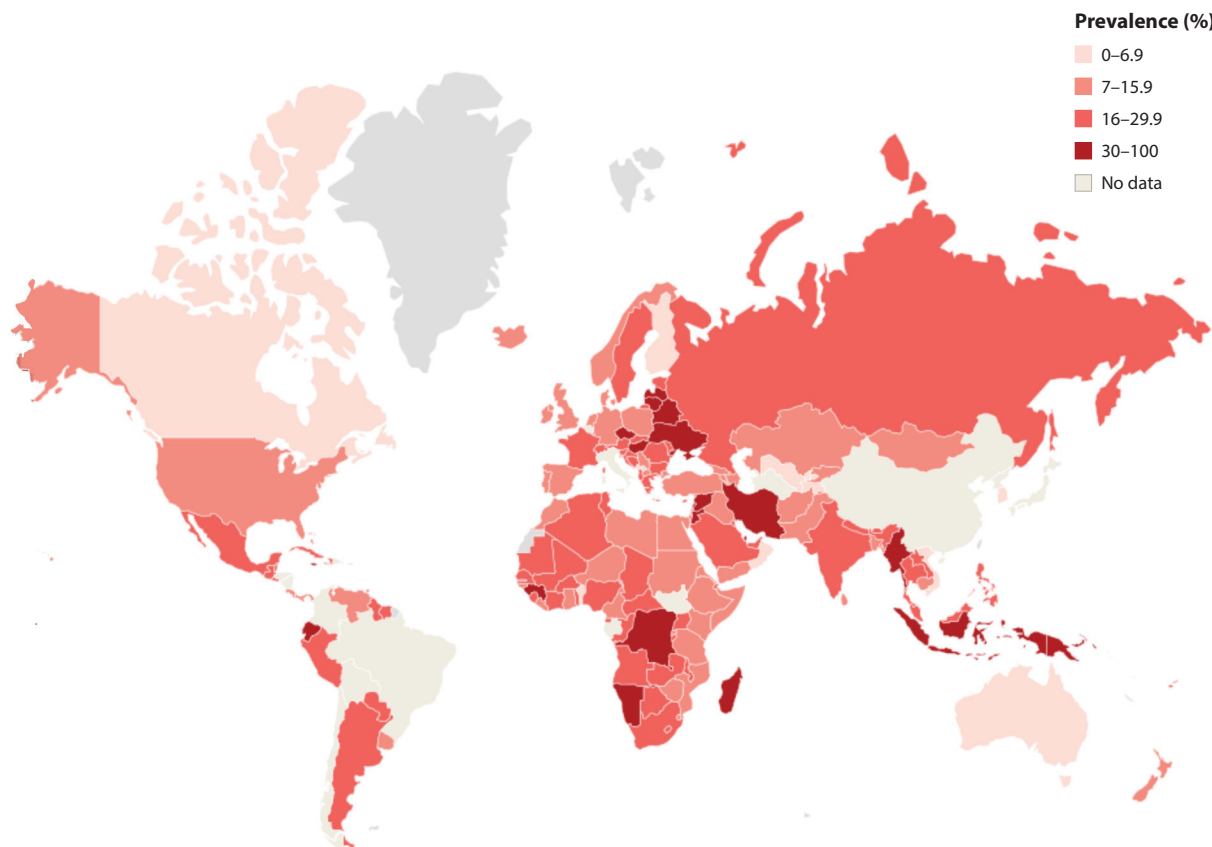 Prevalence (%)
0–6.9
7–15.9
16–29.9
30–100
No data